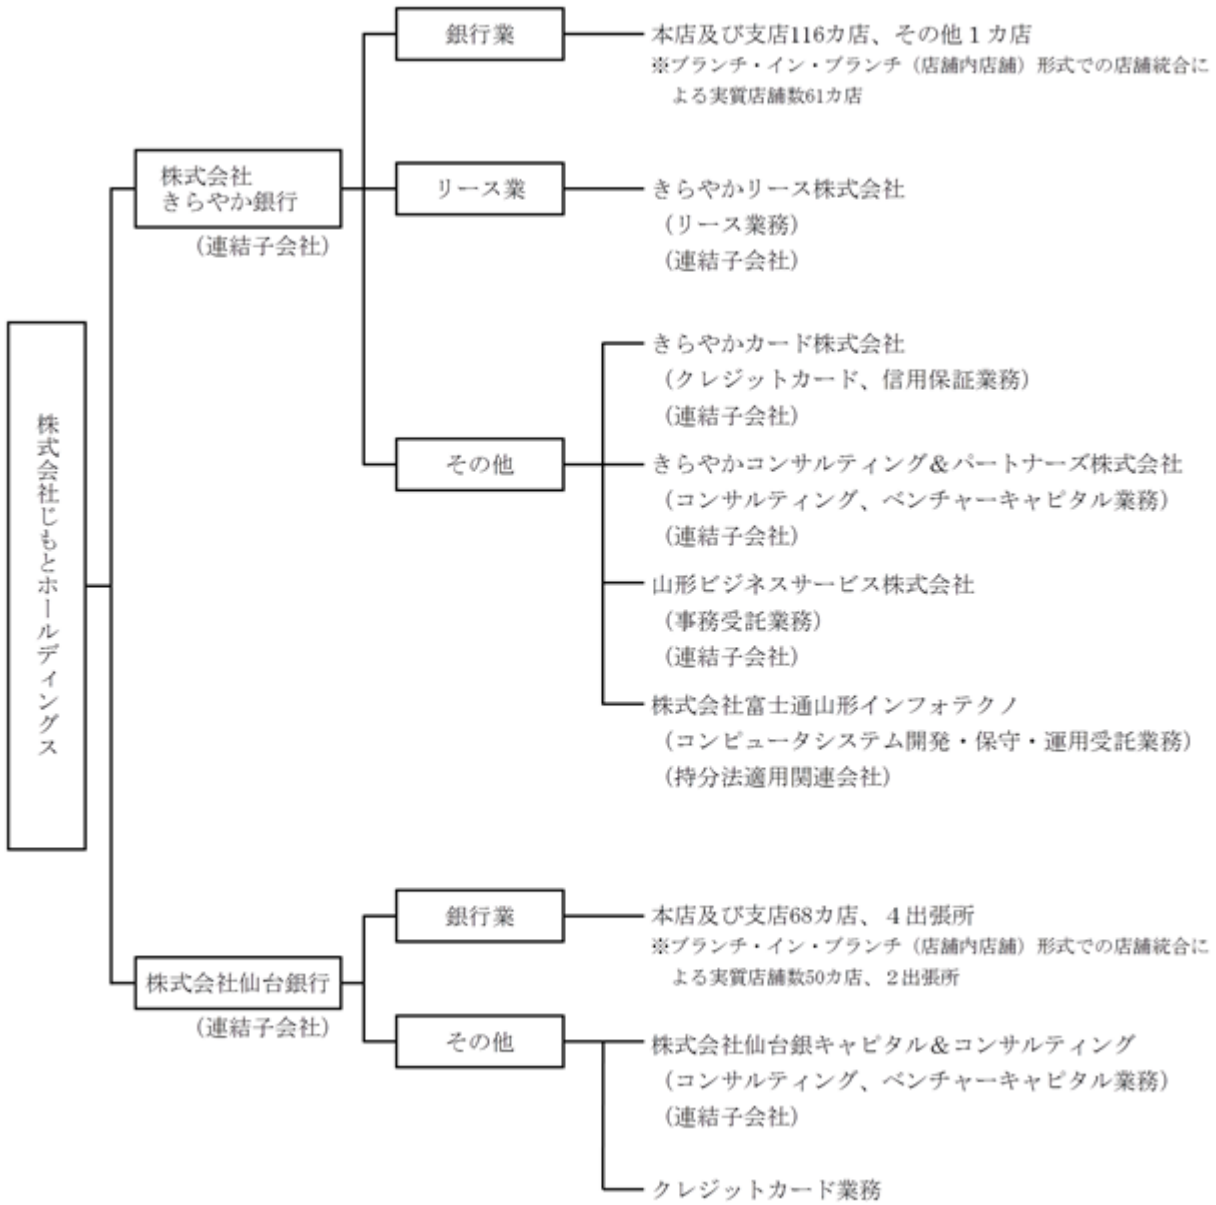 株式会社じもとホールディングス
株式会社
きらやか銀行
（連結子会社）
銀行業
本店及び支店116カ店、その他１カ店
※ブランチ・イン・ブランチ（店舗内店舗）形式での店舗統合に
よる実質店舗数61カ店
リース業
きらやかリース株式会社
（リース業務）
（連結子会社）
その他
きらやかカード株式会社
（クレジットカード、信用保証業務）
（連結子会社）
きらやかコンサルティング＆パートナーズ株式会社
（コンサルティング、ベンチャーキャピタル業務）
（連結子会社）
山形ビジネスサービス株式会社
（事務受託業務）
（連結子会社）
株式会社富士通山形インフォテクノ
（コンピュータシステム開発・保守・運用受託業務）
（持分法適用関連会社）
株式会社仙台銀行
（連結子会社）
銀行業
本店及び支店68カ店、４出張所
※ブランチ・イン・ブランチ（店舗内店舗）形式での店舗統合に
よる実質店舗数50カ店、２出張所
その他
株式会社仙台銀キャピタル＆コンサルティング
（コンサルティング、ベンチャーキャピタル業務）
（連結子会社）
クレジットカード業務